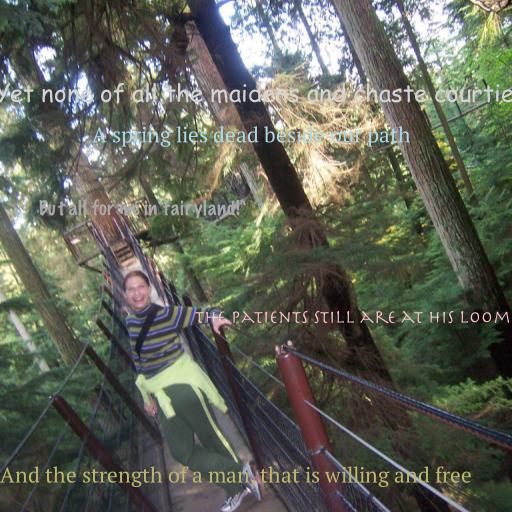 Yet none of all the maidens and chaste courtie
A spring lies dead beside our path
But all for me in fairyland!
The patients still are at his loom
And the strength of a man, that is willing and free